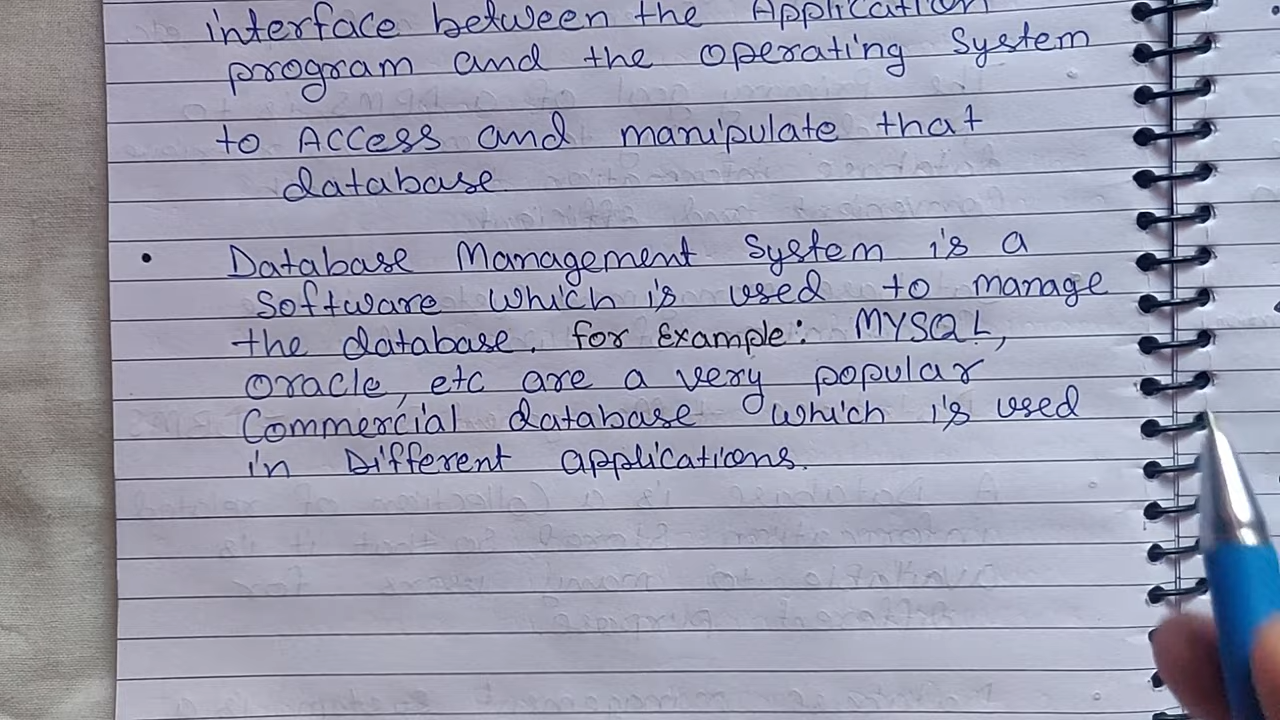 interface between the Application
program and the operating System
to Access and manipulate that
database
• Database Management System is a
Software which is used to manage
the database. for Example: MYSQL,
Oracle, etc are a very popular
Commercial database which is used
in Different applications.